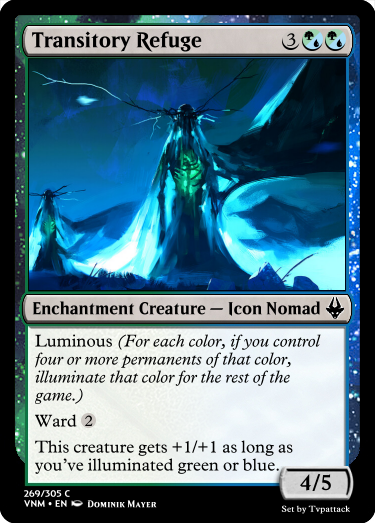 Transitory Refuge 3
Enchantment Creature — Icon Nomad
Luminous (For each color, if you control
four or more permanents of that color,
illuminate that color for the rest of the
game.)
Ward 2
This creature gets +1/+1 as long as
you've illuminated green or blue.
4/5
269/305 C
VNM • EN Dominik Mayer
Set by Tvpattack